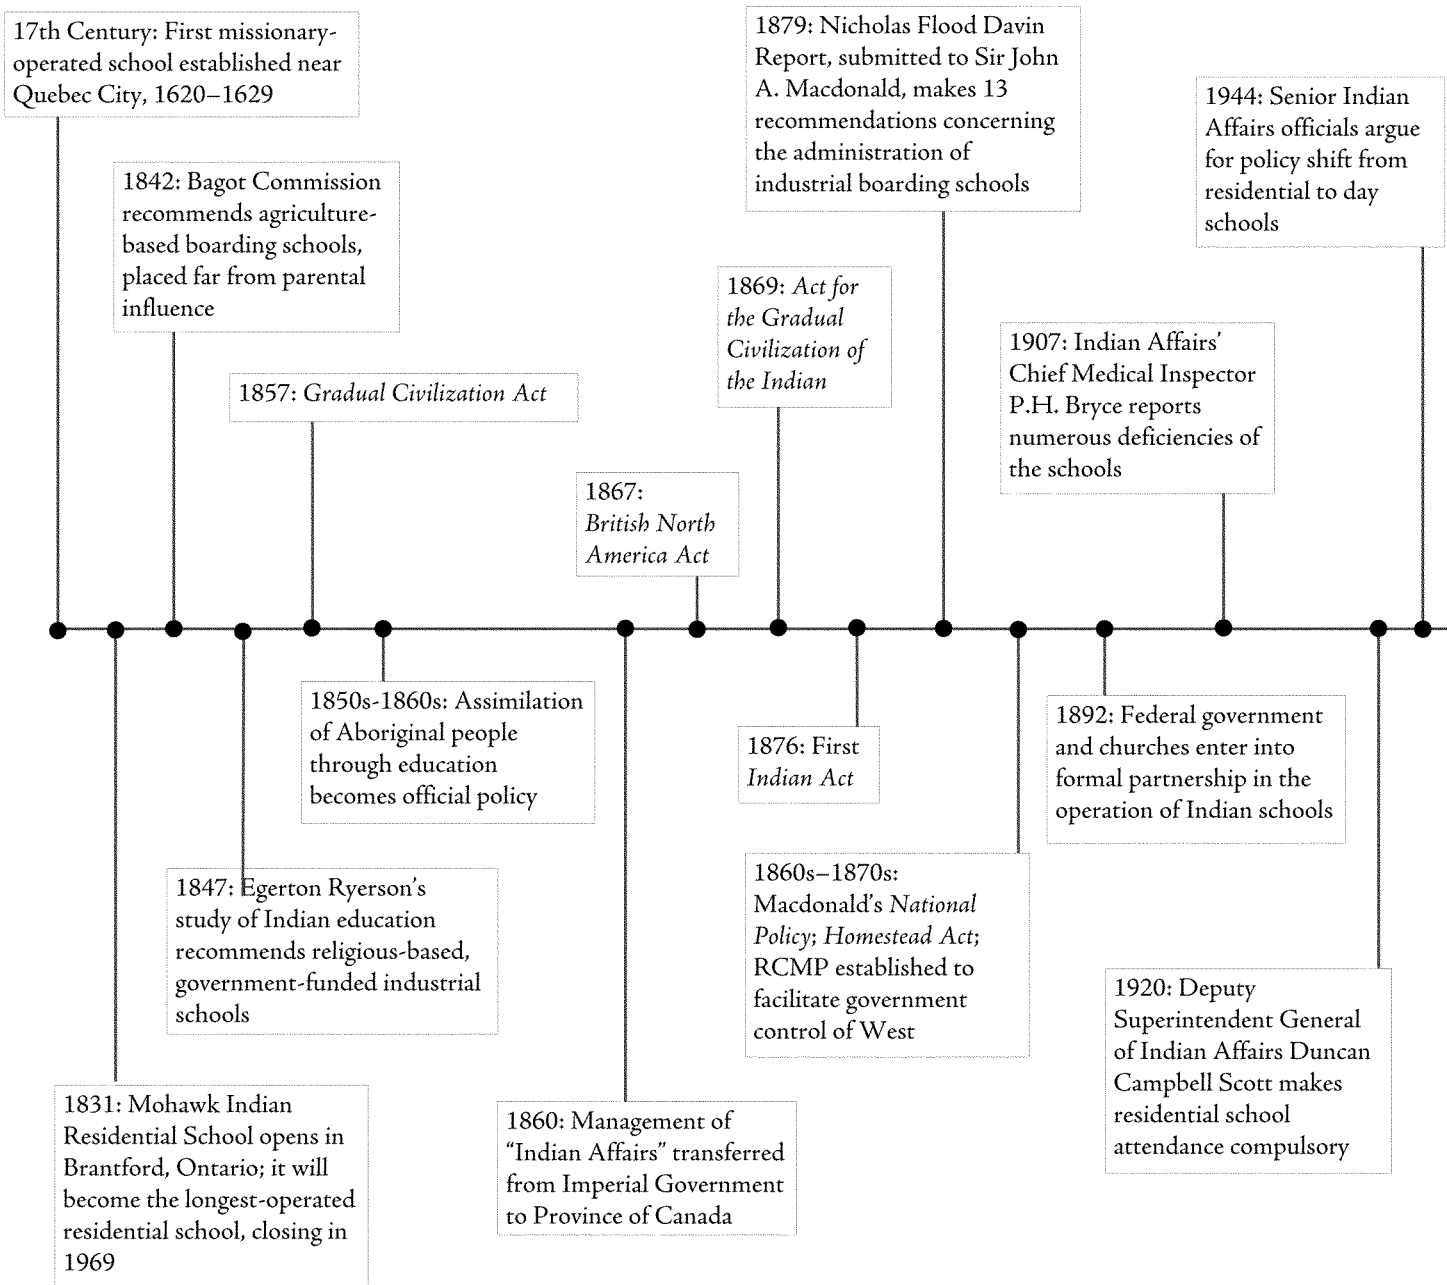 17th Century: First missionary-
operated school established near
Quebec City, 1620–1629
1831: Mohawk Indian
Residential School opens in
Brantford, Ontario; it will
become the longest-operated
residential school, closing in
1969
1842: Bagot Commission
recommends agriculture-
based boarding schools,
placed far from parental
influence
1847: Egerton Ryerson’s
study of Indian education
recommends religious-based,
government-funded industrial
schools
1857: Gradual Civilization Act
1850s-1860s: Assimilation
of Aboriginal people
through education
becomes official policy
1860: Management of
“Indian Affairs” transferred
from Imperial Government
to Province of Canada
1867:
British North
America Act
1869: Act for
the Gradual
Civilization of
the Indian
1876: First
Indian Act
1879: Nicholas Flood Davin
Report, submitted to Sir John
A. Macdonald, makes 13
recommendations concerning
the administration of
industrial boarding schools
1860s–1870s:
Macdonald’s National
Policy; Homestead Act;
RCMP established to
facilitate government
control of West
1892: Federal government
and churches enter into
formal partnership in the
operation of Indian schools
1907: Indian Affairs’
Chief Medical Inspector
P.H. Bryce reports
numerous deficiencies of
the schools
1920: Deputy
Superintendent General
of Indian Affairs Duncan
Campbell Scott makes
residential school
attendance compulsory
1944: Senior Indian
Affairs officials argue
for policy shift from
residential to day
schools